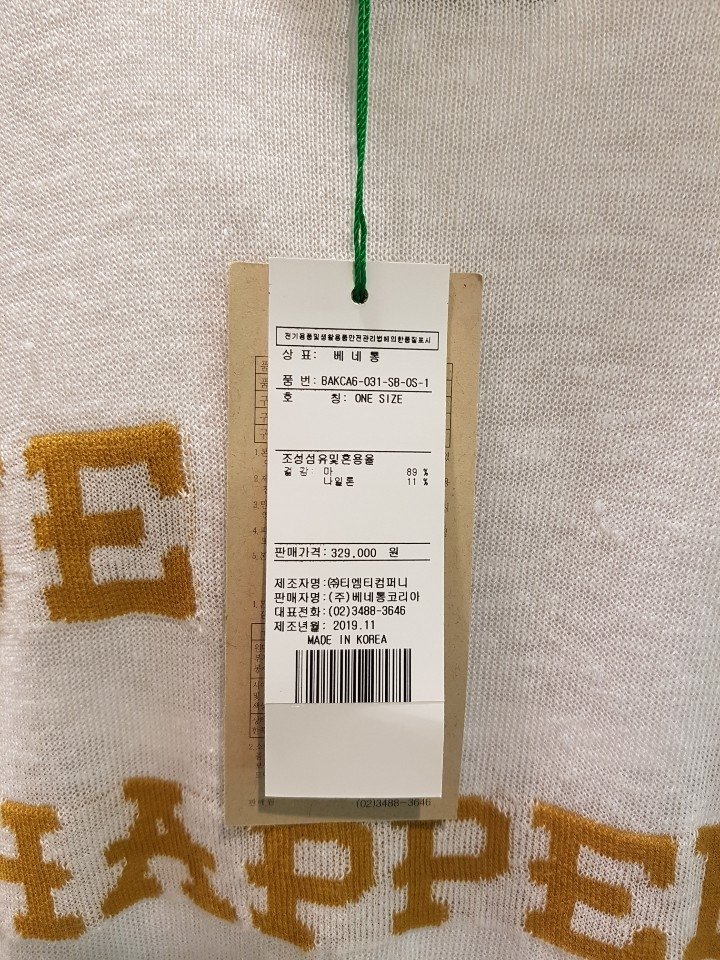 전기용품및생활용품안전관리법에의한품질표시
상 표: 베네통
품 번: BAKCA6-031-SB-OS-1
호 칭: ONE SIZE
조성섬유및혼용율
겉 감: 마 89 %
나일론 11 %
판매가격: 329,000 원
제조자명:㈜티엠티컴퍼니
판매자명:(주)베네통코리아
대표전화:(02)3488-3646
제조년월: 2019.11
MADE IN KOREA
(02)3488-3646
E
HAPPE